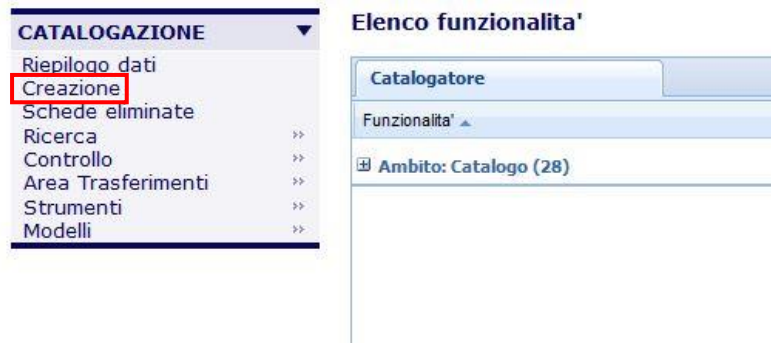 CATALOGAZIONE
Riepilogo dati
Creazione
Schede eliminate
Ricerca
Controllo
Area Trasferimenti
Strumenti
Modelli
Elenco funzionalita'
Catalogatore
Funzionalita'
Ambito: Catalogo (28)